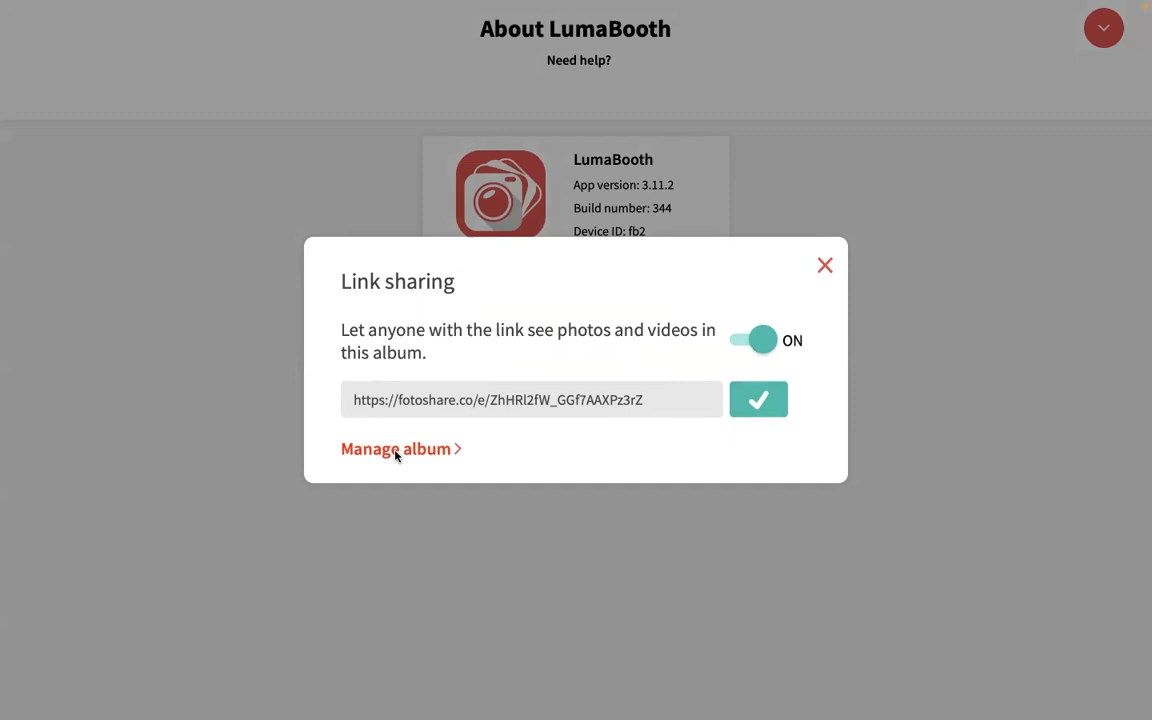 About LumaBooth
Need help?
LumaBooth
App version: 3.11.2
Build number: 344
Device ID: fb2
Link sharing
Let anyone with the link see photos and videos in
this album.
ON
https://fotoshare.co/e/ZhHRl2fW_GGf7AAXPz3rZ
Manage album